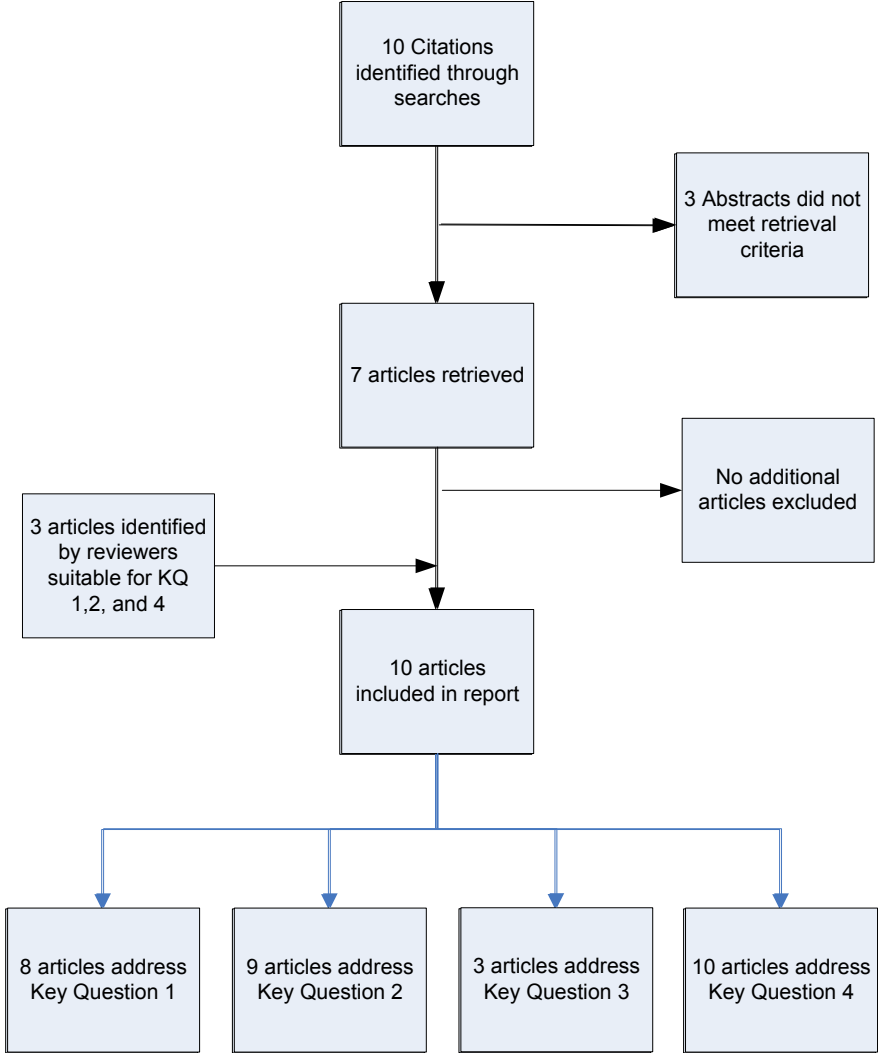 10 Citations
identified through
searches
3 Abstracts did not
meet retrieval
criteria
7 articles retrieved
No additional
articles excluded
3 articles identified
by reviewers
suitable for KQ
1,2, and 4
10 articles
included in report
8 articles address
Key Question 1
9 articles address
Key Question 2
3 articles address
Key Question 3
10 articles address
Key Question 4